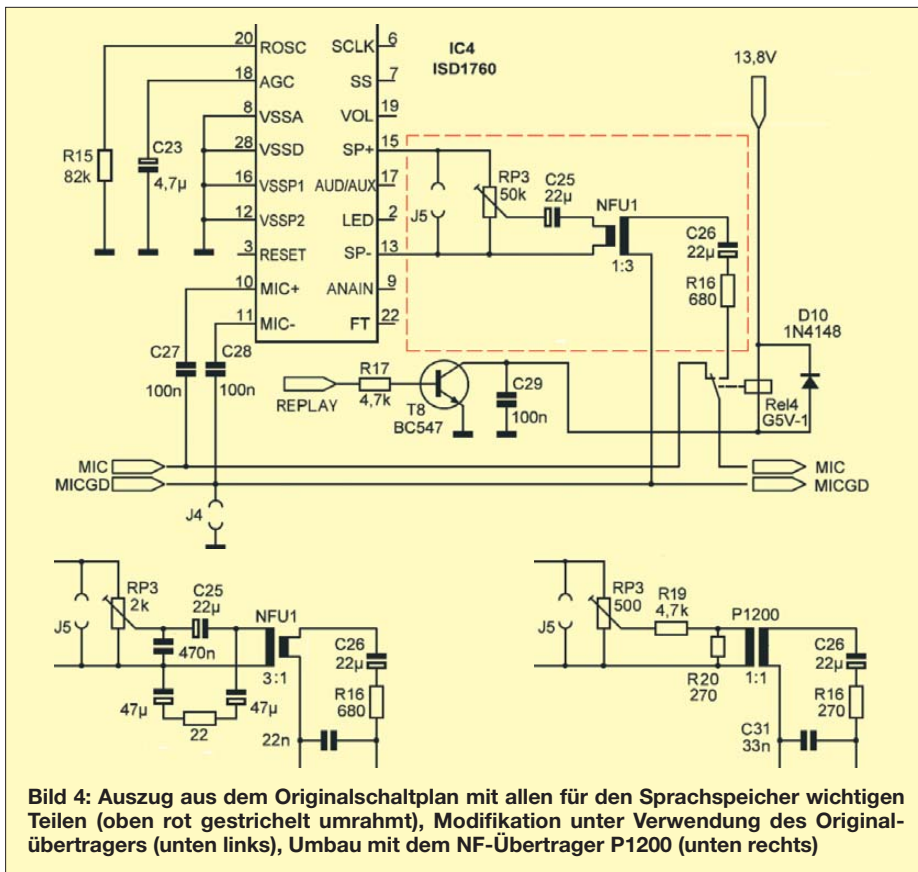 20 ROSC SCLK 6
IC4
ISD1760
13,8V
18 AGC SS 7
8 VSSA VOL 19
R15
82k
C23
4,7µ
28 VSSD SP+ 15
16 VSSP1 AUD/AUX 17
12 VSSP2 LED 2
3 RESET SP- 13
10 MIC+ ANAIN 9
11 MIC- FT 22
J5
RP3
50k
C25
22µ
NFU1
1:3
C26
22µ
R16
680
D10
1N4148
C27
100n
C28
100n
REPLAY
R17
4,7k
T8
BC547
C29
100n
Rel4
G5V-1
MIC
MICGD
MIC
MICGD
J4
J5
RP3
2k
C25
22µ
NFU1
3:1
470n
47µ
22
47µ
C26
22µ
R16
680
22n
J5
RP3
500
R19
4,7k
P1200
1:1
R20
270
C26
22µ
R16
270
C31
33n
Bild 4: Auszug aus dem Originalschaltplan mit allen für den Sprachspeicher wichtigen
Teilen (oben rot gestrichelt umrahmt), Modifikation unter Verwendung des Original-
übertragers (unten links), Umbau mit dem NF-Übertrager P1200 (unten rechts)